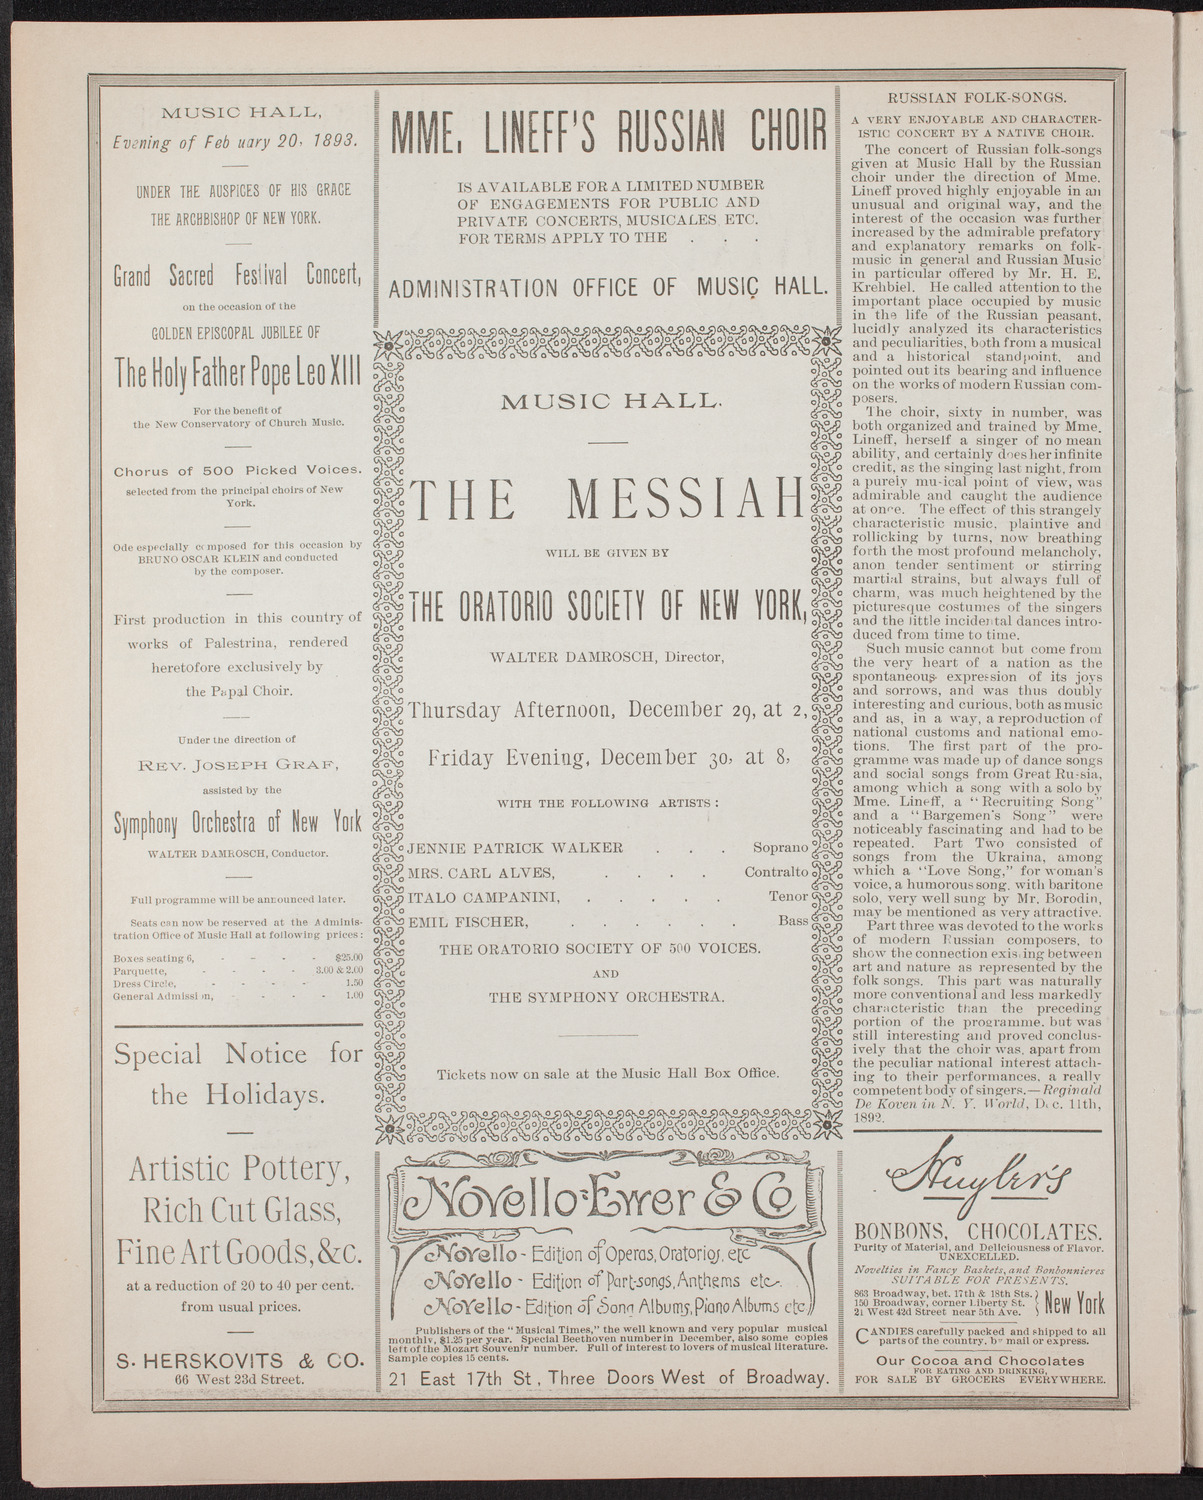 MUSIC HALL,
Evening of Feb uary 20, 1893.
UNDER THE AUSPICES OF HIS GRACE
THE ARCHBISHOP OF NEW YORK.
Grand Sacred Festival Concert,
on the occasion of the
GOLDEN EPISCOPAL JUBILEE OF
The Holy Father Pope Leo XIII
For the benefit of
the New Conservatory of Church Music.
Chorus of 500 Picked Voices.
selected from the principal choirs of New
York.
Ode especially composed for this occasion by
BRUNO OSCAR KLEIN and conducted
by the composer.
First production in this country of
works of Palestrina, rendered
heretofore exclusively by
the Papal Choir.
Under the direction of
REV. JOSEPH GRAF,
assisted by the
Symphony Orchestra of New York
WALTER DAMROSCH, Conductor.
Full programme will be announced later.
Seats can now be reserved at the Adminis-
tration Office of Music Hall at following prices:
Boxes seating 6, - - - - $25.00
Parquette, - - - - 3.00 & 2.00
Dress Circle, - - - - 1.50
General Admissi n, - - - 1.00
Special Notice for
the Holidays.
Artistic Pottery,
Rich Cut Glass,
Fine Art Goods, &c.
at a reduction of 20 to 40 per cent.
from usual prices.
S. HERSKOVITS & CO.
66 West 23d Street.
MME. LINEFF'S RUSSIAN CHOIR
IS AVAILABLE FOR A LIMITED NUMBER
OF ENGAGEMENTS FOR PUBLIC AND
PRIVATE CONCERTS, MUSICALES, ETC.
FOR TERMS APPLY TO THE . . .
ADMINISTRATION OFFICE OF MUSIC HALL.
MUSIC HALL.
THE MESSIAH
WILL BE GIVEN BY
THE ORATORIO SOCIETY OF NEW YORK,
WALTER DAMROSCH, Director,
Thursday Afternoon, December 29, at 2,
Friday Evening, December 30, at 8,
WITH THE FOLLOWING ARTISTS:
JENNIE PATRICK WALKER . . . Soprano
MRS. CARL ALVES, . . . . Contralto
ITALO CAMPANINI, . . . . . Tenor
EMIL FISCHER, . . . . . . Bass
THE ORATORIO SOCIETY OF 500 VOICES.
AND
THE SYMPHONY ORCHESTRA.
Tickets now on sale at the Music Hall Box Office.
Novello-Ewer & Co
Novello - Edition of Operas, Oratorios, etc
Novello - Edition of Part-songs, Anthems etc.
Novello - Edition of Song Albums, Piano Albums etc
Publishers of the "Musical Times," the well known and very popular musical
monthly, $1.25 per year. Special Beethoven number in December, also some copies
left of the Mozart Souvenir number. Full of interest to lovers of musical literature.
Sample copies 15 cents.
21 East 17th St, Three Doors West of Broadway.
RUSSIAN FOLK-SONGS.
A VERY ENJOYABLE AND CHARACTER-
ISTIC CONCERT BY A NATIVE CHOIR.
The concert of Russian folk-songs
given at Music Hall by the Russian
choir under the direction of Mme.
Lineff proved highly enjoyable in an
unusual and original way, and the
interest of the occasion was further
increased by the admirable prefatory
and explanatory remarks on folk-
music in general and Russian Music
in particular offered by Mr. H. E.
Krehbiel. He called attention to the
important place occupied by music
in the life of the Russian peasant,
lucidly analyzed its characteristics
and peculiarities, both from a musical
and a historical standpoint, and
pointed out its bearing and influence
on the works of modern Russian com-
posers.
The choir, sixty in number, was
both organized and trained by Mme.
Lineff, herself a singer of no mean
ability, and certainly does her infinite
credit, as the singing last night, from
a purely mu-ical point of view, was
admirable and caught the audience
at once. The effect of this strangely
characteristic music, plaintive and
rollicking by turns, now breathing
forth the most profound melancholy,
anon tender sentiment or stirring
martial strains, but always full of
charm, was much heightened by the
picturesque costumes of the singers
and the little incidental dances intro-
duced from time to time.
Such music cannot but come from
the very heart of a nation as the
spontaneous expression of its joys
and sorrows, and was thus doubly
interesting and curious, both as music
and as, in a way, a reproduction of
national customs and national emo-
tions. The first part of the pro-
gramme was made up of dance songs
and social songs from Great Russia,
among which a song with a solo by
Mme. Lineff, a "Recruiting Song"
and a "Bargemen's Song" were
noticeably fascinating and had to be
repeated. Part Two consisted of
songs from the Ukraina, among
which a "Love Song," for woman's
voice, a humorous song, with baritone
solo, very well sung by Mr. Borodin,
may be mentioned as very attractive.
Part three was devoted to the works
of modern Russian composers, to
show the connection existing between
art and nature as represented by the
folk songs. This part was naturally
more conventional and less markedly
characteristic than the preceding
portion of the programme, but was
still interesting and proved conclus-
ively that the choir was, apart from
the peculiar national interest attach-
ing to their performances, a really
competent body of singers.—Reginald
De Koven in N. Y. World, Dec. 11th,
1892.
Huyler's
BONBONS, CHOCOLATES.
Purity of Material, and Deliciousness of Flavor.
UNEXCELLED.
Novelties in Fancy Baskets, and Bonbonnieres
SUITABLE FOR PRESENTS.
863 Broadway, bet. 17th & 18th Sts.
150 Broadway, corner Liberty St.
21 West 42d Street near 5th Ave.
New York
CANDIES carefully packed and shipped to all
parts of the country, by mail or express.
Our Cocoa and Chocolates
FOR EATING AND DRINKING,
FOR SALE BY GROCERS EVERYWHERE.